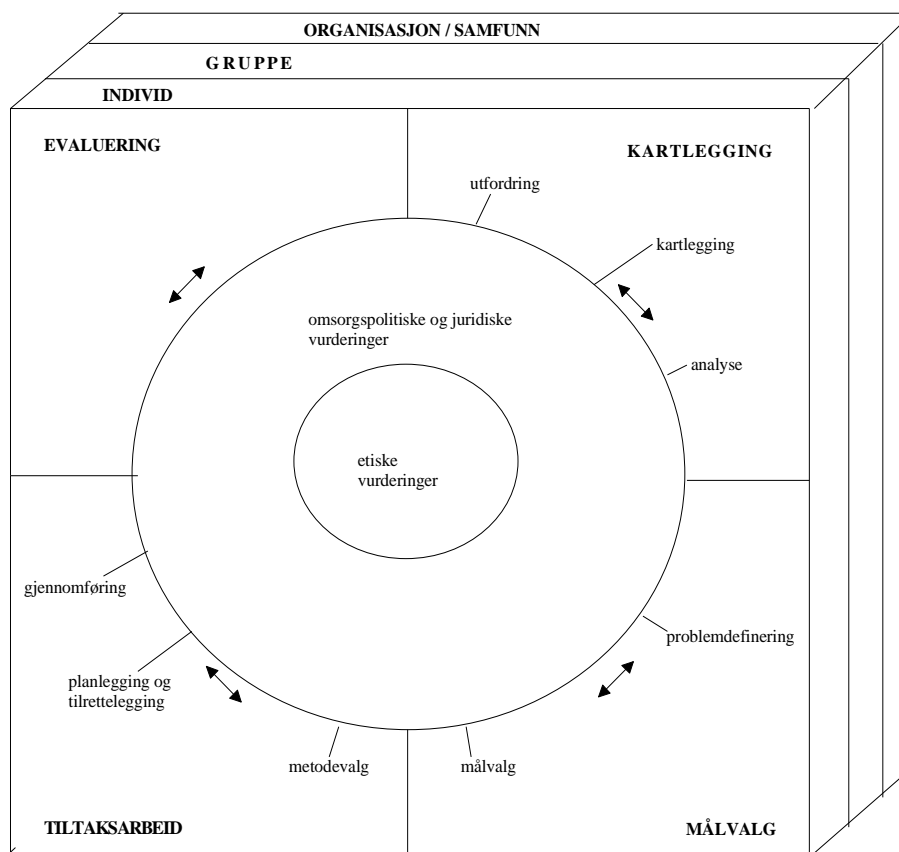 ORGANISASJON / SAMFUNN
GRUPPE
INDIVID
EVALUERING
KARTLEGGING
utfordring
kartlegging
omsorgspolitiske og juridiske
vurderinger
analyse
etiske
vurderinger
gjennomføring
problemdefinering
planlegging og
tilrettelegging
metodevalg
målvalg
TILTAKSARBEID
MÅLVALG